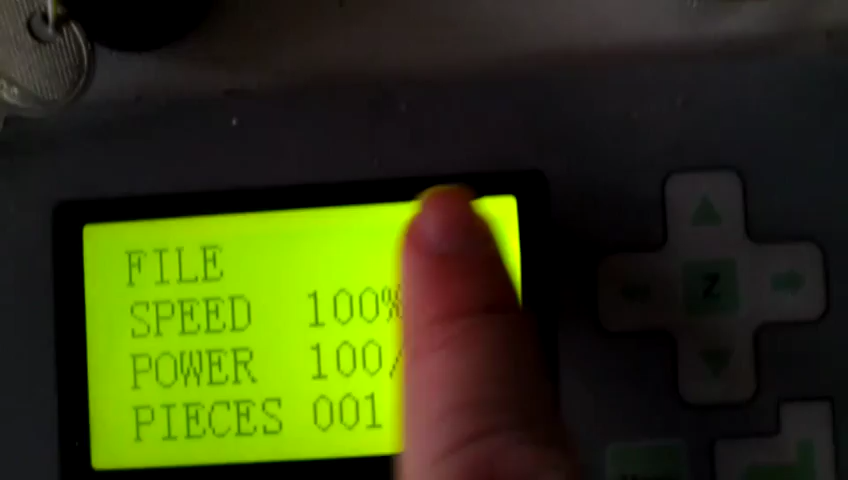 FILE
SPEED 100%
POWER 100/
PIECES 001
Z